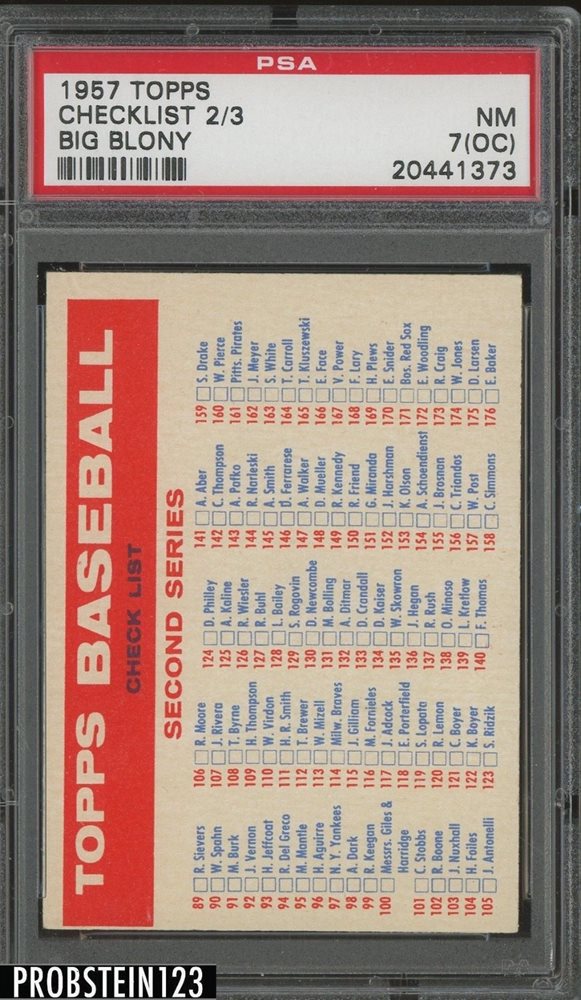 PSA
1957 TOPPS
CHECKLIST 2/3
BIG BLONY
NM
7(OC)
20441373
TOPPS BASEBALL
CHECK LIST
SECOND SERIES
89 R. Sievers
90 W. Spahn
91 M. Burk
92 J. Vernon
93 H. Jeffcoat
94 R. Del Greco
95 M. Mantle
96 H. Aguirre
97 N. Y. Yankees
98 A. Dark
99 R. Keegan
100 Messrs. Giles &
Harridge
101 C. Stobbs
102 R. Boone
103 J. Nuxhall
104 H. Foiles
105 J. Antonelli
106 R. Moore
107 J. Rivera
108 T. Byrne
109 H. Thompson
110 W. Virdon
111 H. R. Smith
112 T. Brewer
113 W. Mizell
114 Milw. Braves
115 J. Gilliam
116 M. Fornieles
117 J. Adcock
118 E. Porterfield
119 S. Lopata
120 R. Lemon
121 C. Boyer
122 K. Boyer
123 S. Ridzik
124 D. Philley
125 A. Kaline
126 R. Wiesler
127 R. Buhl
128 L. Bailey
129 S. Rogovin
130 D. Newcombe
131 M. Bolling
132 A. Ditmar
133 D. Crandall
134 D. Kaiser
135 W. Skowron
136 J. Hegan
137 R. Rush
138 O. Minoso
139 L. Kretlow
140 F. Thomas
141 A. Aber
142 C. Thompson
143 A. Pafko
144 R. Narleski
145 A. Smith
146 D. Ferrarese
147 A. Walker
148 D. Mueller
149 R. Kennedy
150 R. Friend
151 G. Miranda
152 J. Harshman
153 K. Olson
154 A. Schoendienst
155 J. Brosnan
156 C. Triandos
157 W. Post
158 C. Simmons
159 S. Drake
160 W. Pierce
161 Pitts. Pirates
162 J. Meyer
163 S. White
164 T. Carroll
165 T. Kluszewski
166 E. Face
167 V. Power
168 F. Lary
169 H. Plews
170 E. Snider
171 Bos. Red Sox
172 E. Woodling
173 R. Craig
174 W. Jones
175 D. Larsen
176 E. Baker
PROBSTEIN123